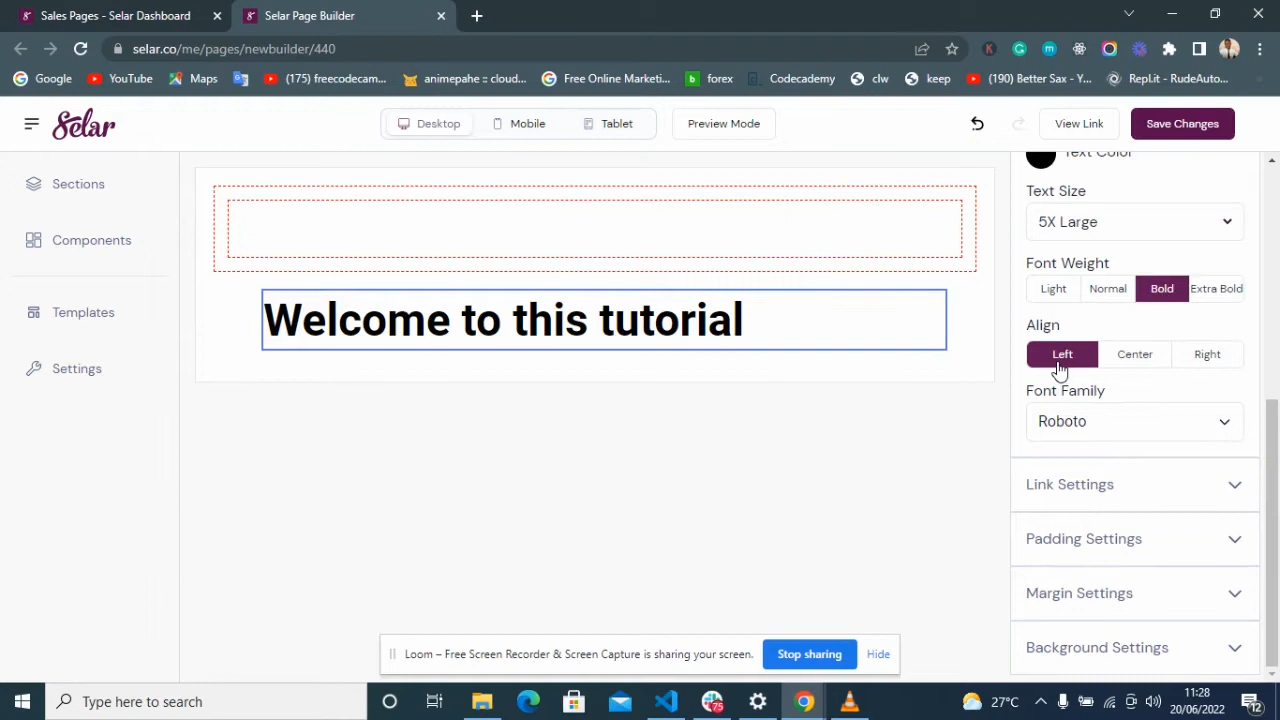 Sales Pages - Selar Dashboard
Selar Page Builder
selar.co/me/pages/newbuilder/440
Google
YouTube
Maps
(175) freecodecam...
animepahe :: cloud...
Free Online Marketi...
forex
Codecademy
clw
keep
(190) Better Sax - Y...
Repl.it - RudeAuto...
Selar
Desktop
Mobile
Tablet
Preview Mode
View Link
Save Changes
Sections
Components
Templates
Settings
Welcome to this tutorial
Text Color
Text Size
5X Large
Font Weight
Light
Normal
Bold
Extra Bold
Align
Left
Center
Right
Font Family
Roboto
Link Settings
Padding Settings
Margin Settings
Background Settings
Loom – Free Screen Recorder & Screen Capture is sharing your screen.
Stop sharing
Hide
Type here to search
75
27°C
11:28
20/06/2022
12